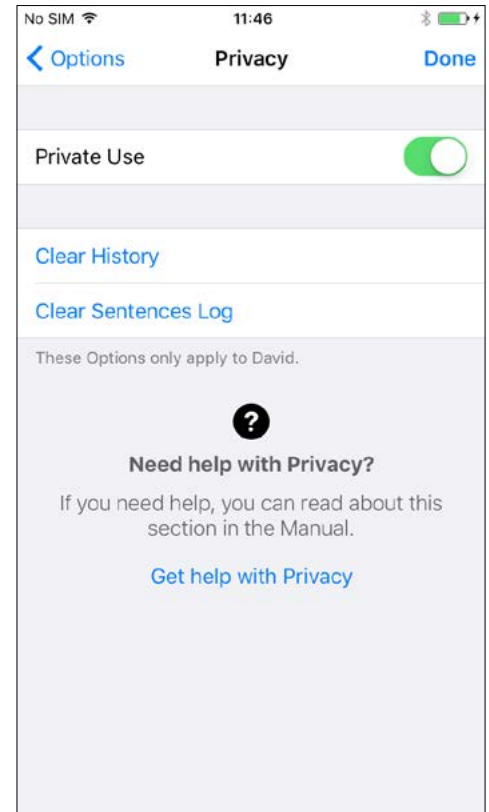 No SIM 11:46
Options Privacy Done
Private Use
Clear History
Clear Sentences Log
These Options only apply to David.
?
Need help with Privacy?
If you need help, you can read about this
section in the Manual.
Get help with Privacy